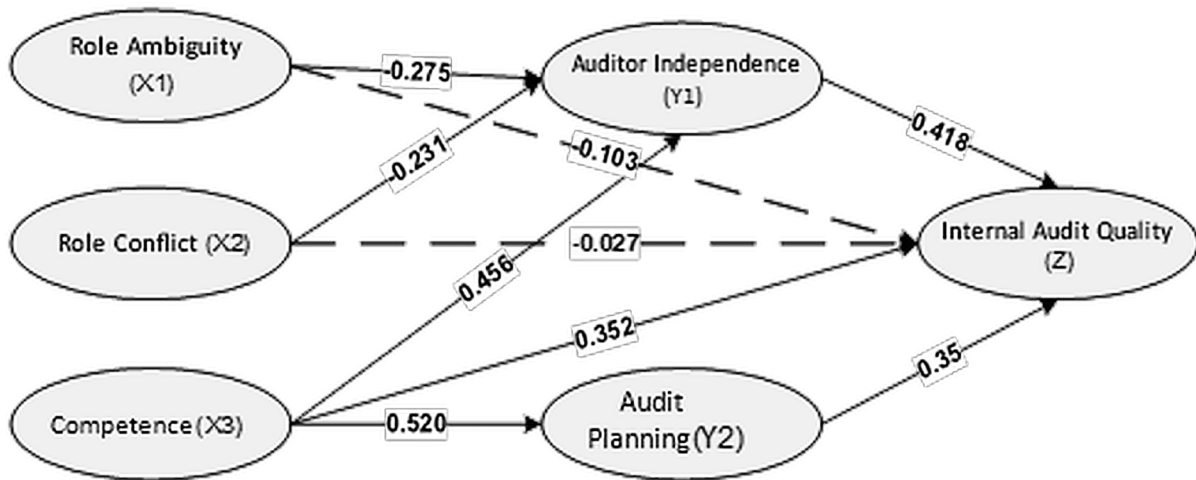 Role Ambiguity
(X1)
-0.275
Auditor Independence
(Y1)
-0.103
0.418
-0.231
Role Conflict (X2)
-0.027
Internal Audit Quality
(Z)
0.456
0.352
0.35
Competence (X3)
0.520
Audit
Planning(Y2)